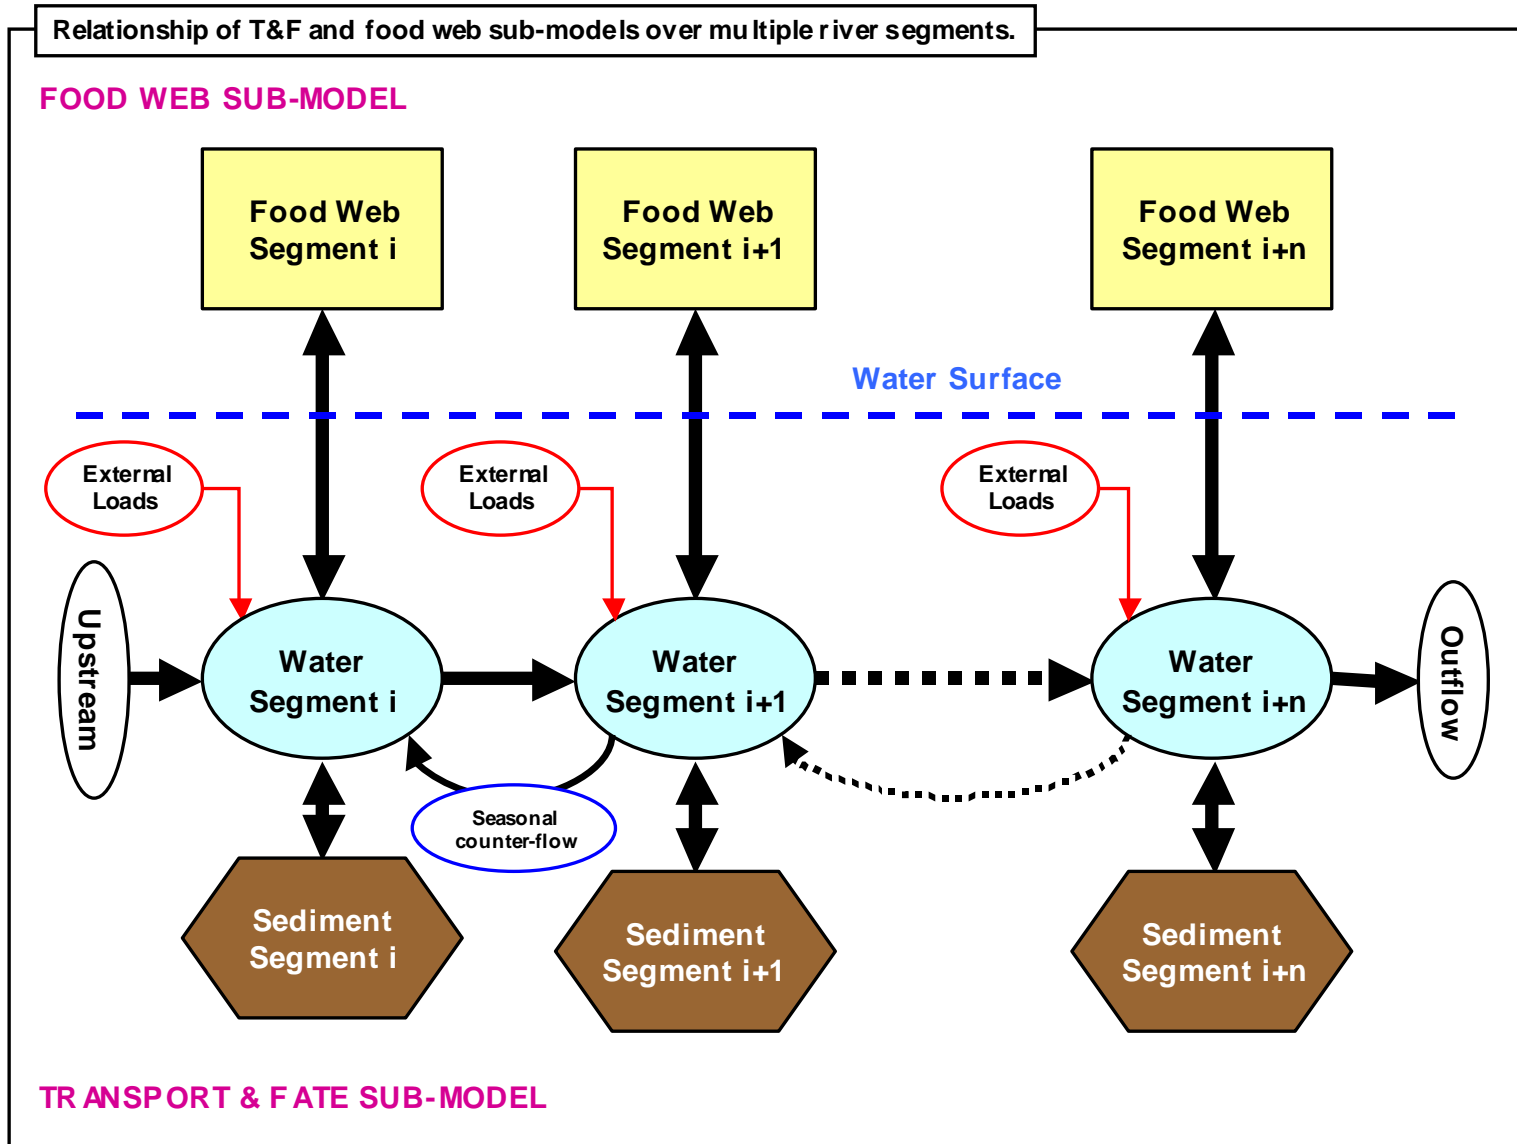 Relationship of T&F and food web sub-models over multiple river segments.
FOOD WEB SUB-MODEL
Food Web
Segment i
Food Web
Segment i+1
Food Web
Segment i+n
Water Surface
External
Loads
External
Loads
External
Loads
Upstream
Water
Segment i
Water
Segment i+1
Water
Segment i+n
Outflow
Seasonal
counter-flow
Sediment
Segment i
Sediment
Segment i+1
Sediment
Segment i+n
TRANSPORT & FATE SUB-MODEL